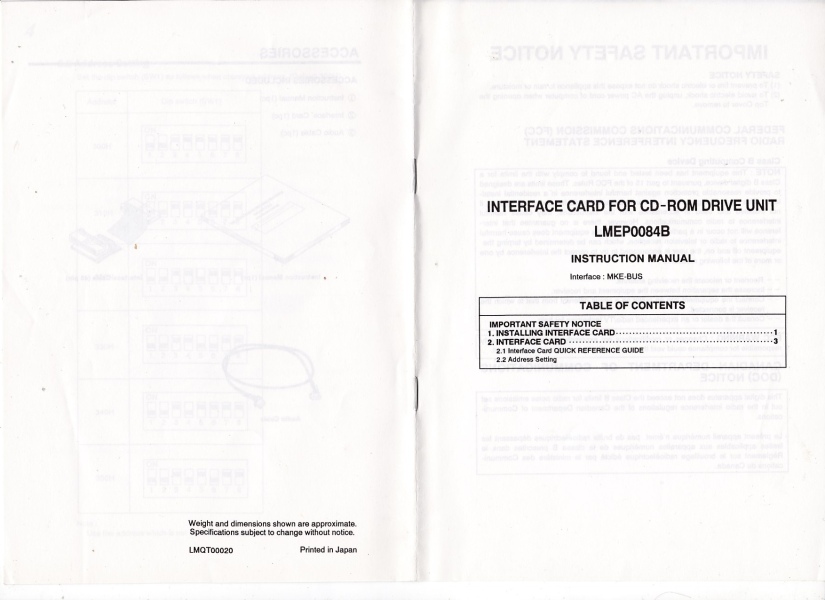 Weight and dimensions shown are approximate.
Specifications subject to change without notice.
LMQT00020 Printed in Japan
INTERFACE CARD FOR CD-ROM DRIVE UNIT
LMEP0084B
INSTRUCTION MANUAL
Interface : MKE-BUS
TABLE OF CONTENTS
IMPORTANT SAFETY NOTICE
1. INSTALLING INTERFACE CARD 1
2. INTERFACE CARD 3
2.1 Interface Card QUICK REFERENCE GUIDE
2.2 Address Setting